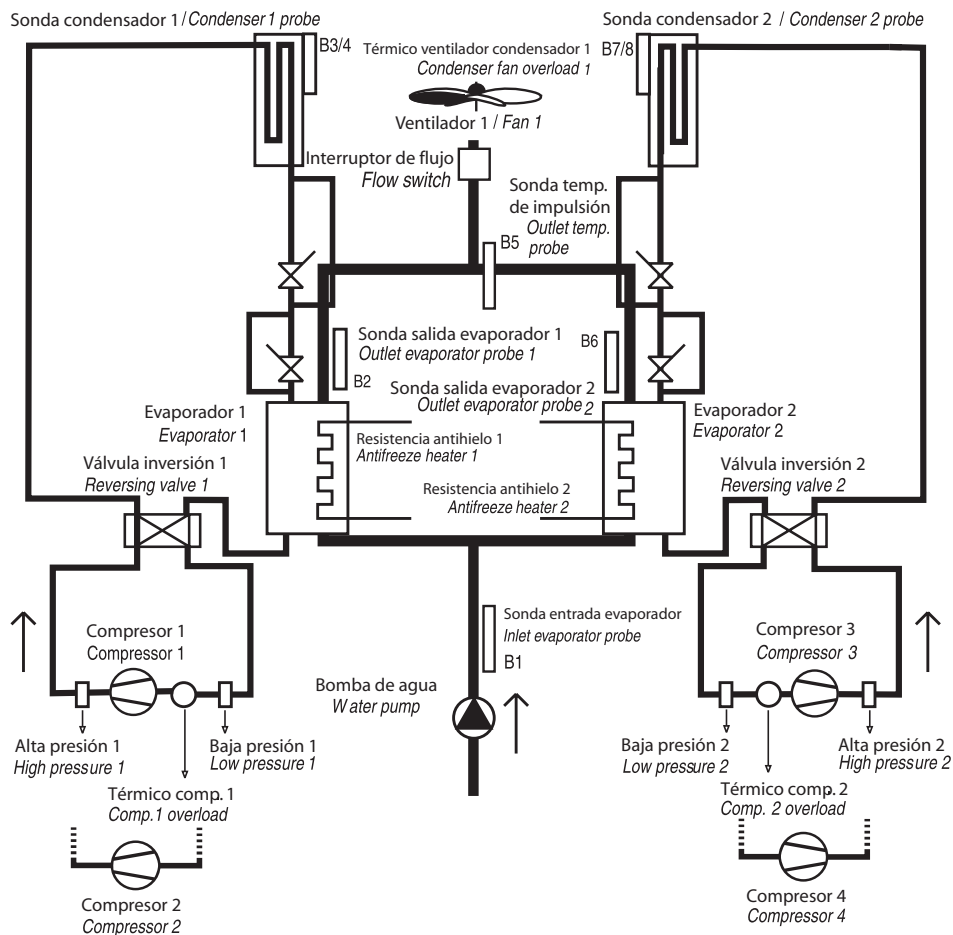 Sonda condensador 1 / Condenser 1 probe
Sonda condensador 2 / Condenser 2 probe
B3/4
Térmico ventilador condensador 1
Condenser fan overload 1
B7/8
Ventilador 1 / Fan 1
Interruptor de flujo
Flow switch
Sonda temp.
de impulsión
Outlet temp.
probe
B5
Sonda salida evaporador 1
Outlet evaporator probe 1
B2
B6
Sonda salida evaporador 2
Outlet evaporator probe 2
Evaporador 1
Evaporator 1
Evaporador 2
Evaporator 2
Resistencia antihielo 1
Antifreeze heater 1
Válvula inversión 1
Reversing valve 1
Válvula inversión 2
Reversing valve 2
Resistencia antihielo 2
Antifreeze heater 2
Sonda entrada evaporador
Inlet evaporator probe
B1
Compresor 1
Compressor 1
Compresor 3
Compressor 3
Bomba de agua
Water pump
Alta presión 1
High pressure 1
Baja presión 1
Low pressure 1
Baja presión 2
Low pressure 2
Alta presión 2
High pressure 2
Térmico comp. 1
Comp.1 overload
Térmico comp. 2
Comp. 2 overload
Compresor 2
Compressor 2
Compresor 4
Compressor 4